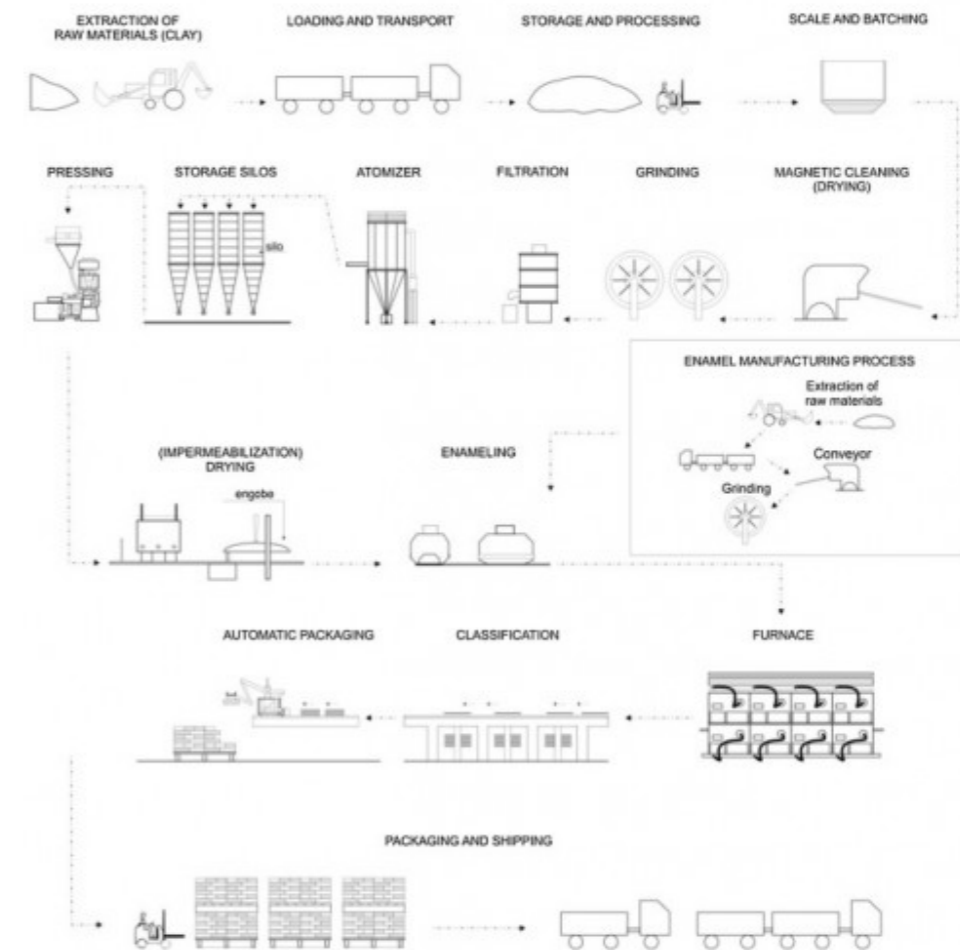 EXTRACTION OF
RAW MATERIALS (CLAY)
LOADING AND TRANSPORT
STORAGE AND PROCESSING
SCALE AND BATCHING
PRESSING
STORAGE SILOS
ATOMIZER
FILTRATION
GRINDING
MAGNETIC CLEANING
(DRYING)
silo
ENAMEL MANUFACTURING PROCESS
Extraction of
raw materials
Conveyor
Grinding
(IMPERMEABILIZATION)
DRYING
engobe
ENAMELING
AUTOMATIC PACKAGING
CLASSIFICATION
FURNACE
PACKAGING AND SHIPPING